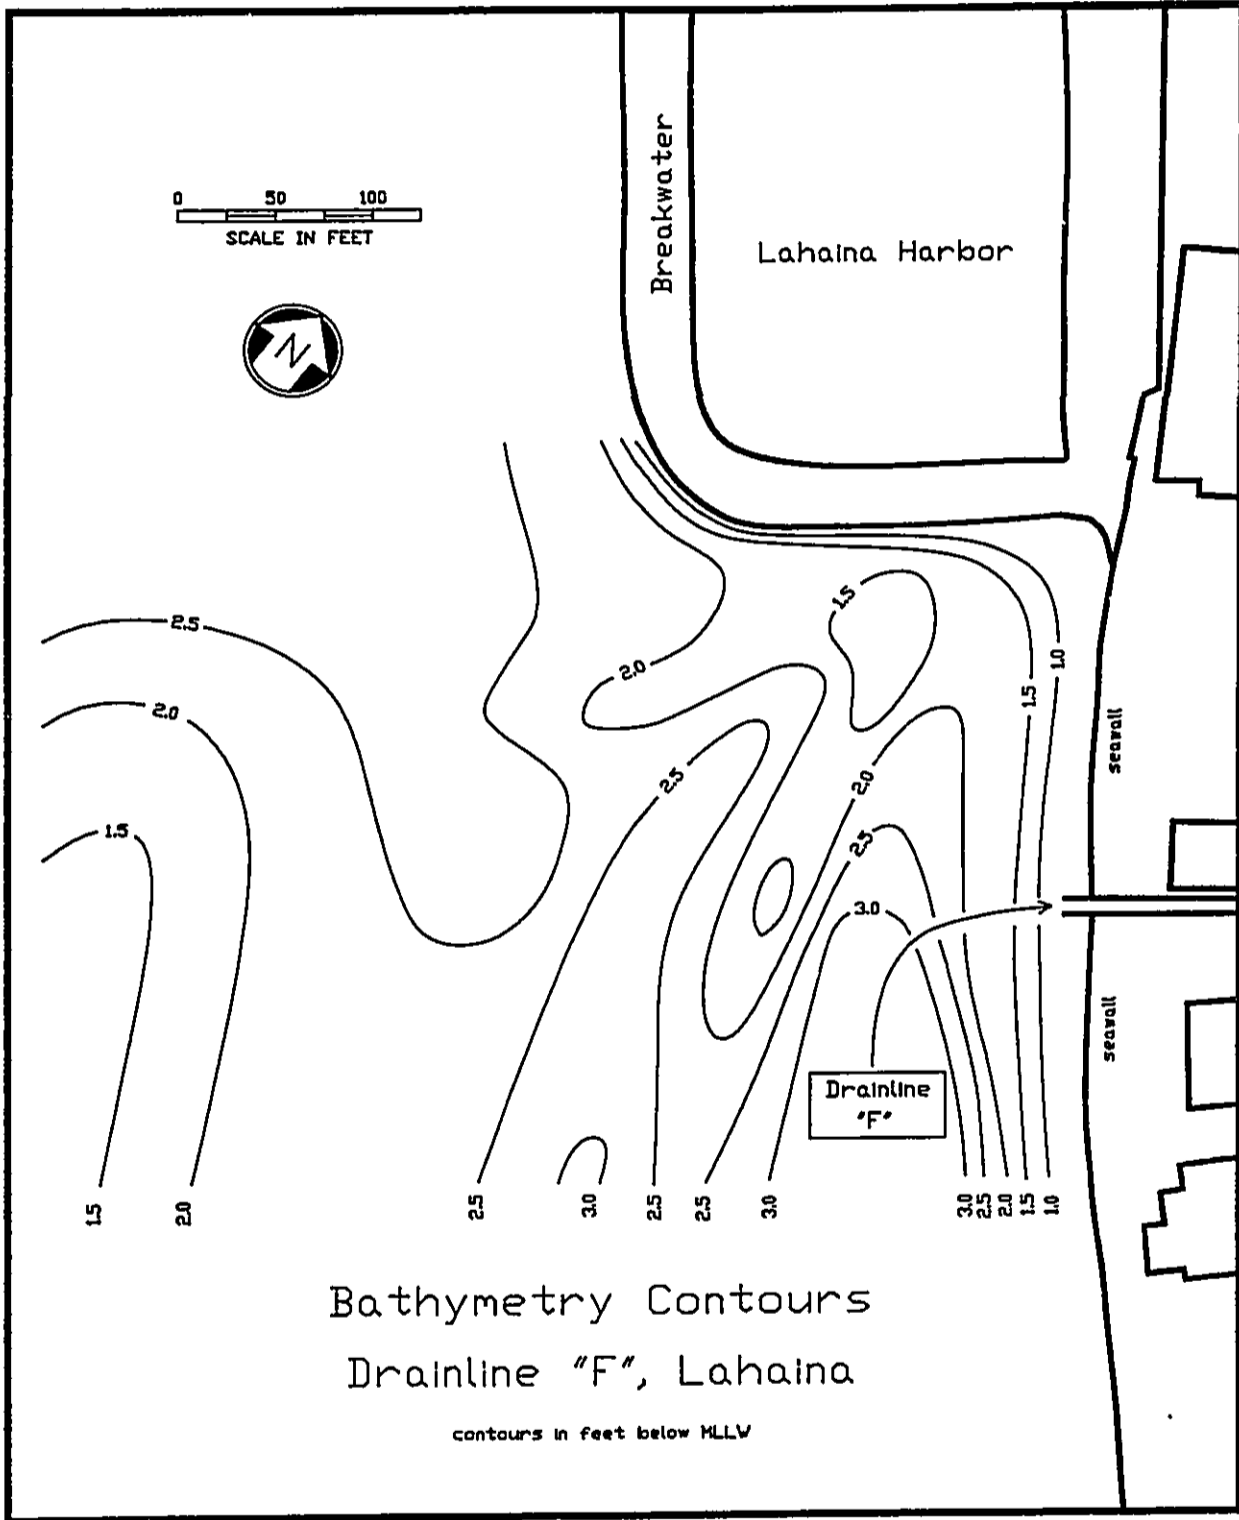 Breakwater
Lahaina Harbor
0 50 100
SCALE IN FEET
N
1.5
2.5
2.0
1.0
1.5
2.0
seawall
2.5
2.0
1.5
2.5
3.0
seawall
Drainline
"F"
1.5 2.0 2.5 3.0 2.5 2.5 3.0 3.0 2.5 2.0 1.5 1.0
Bathymetry Contours
Drainline "F", Lahaina
contours in feet below MLLW